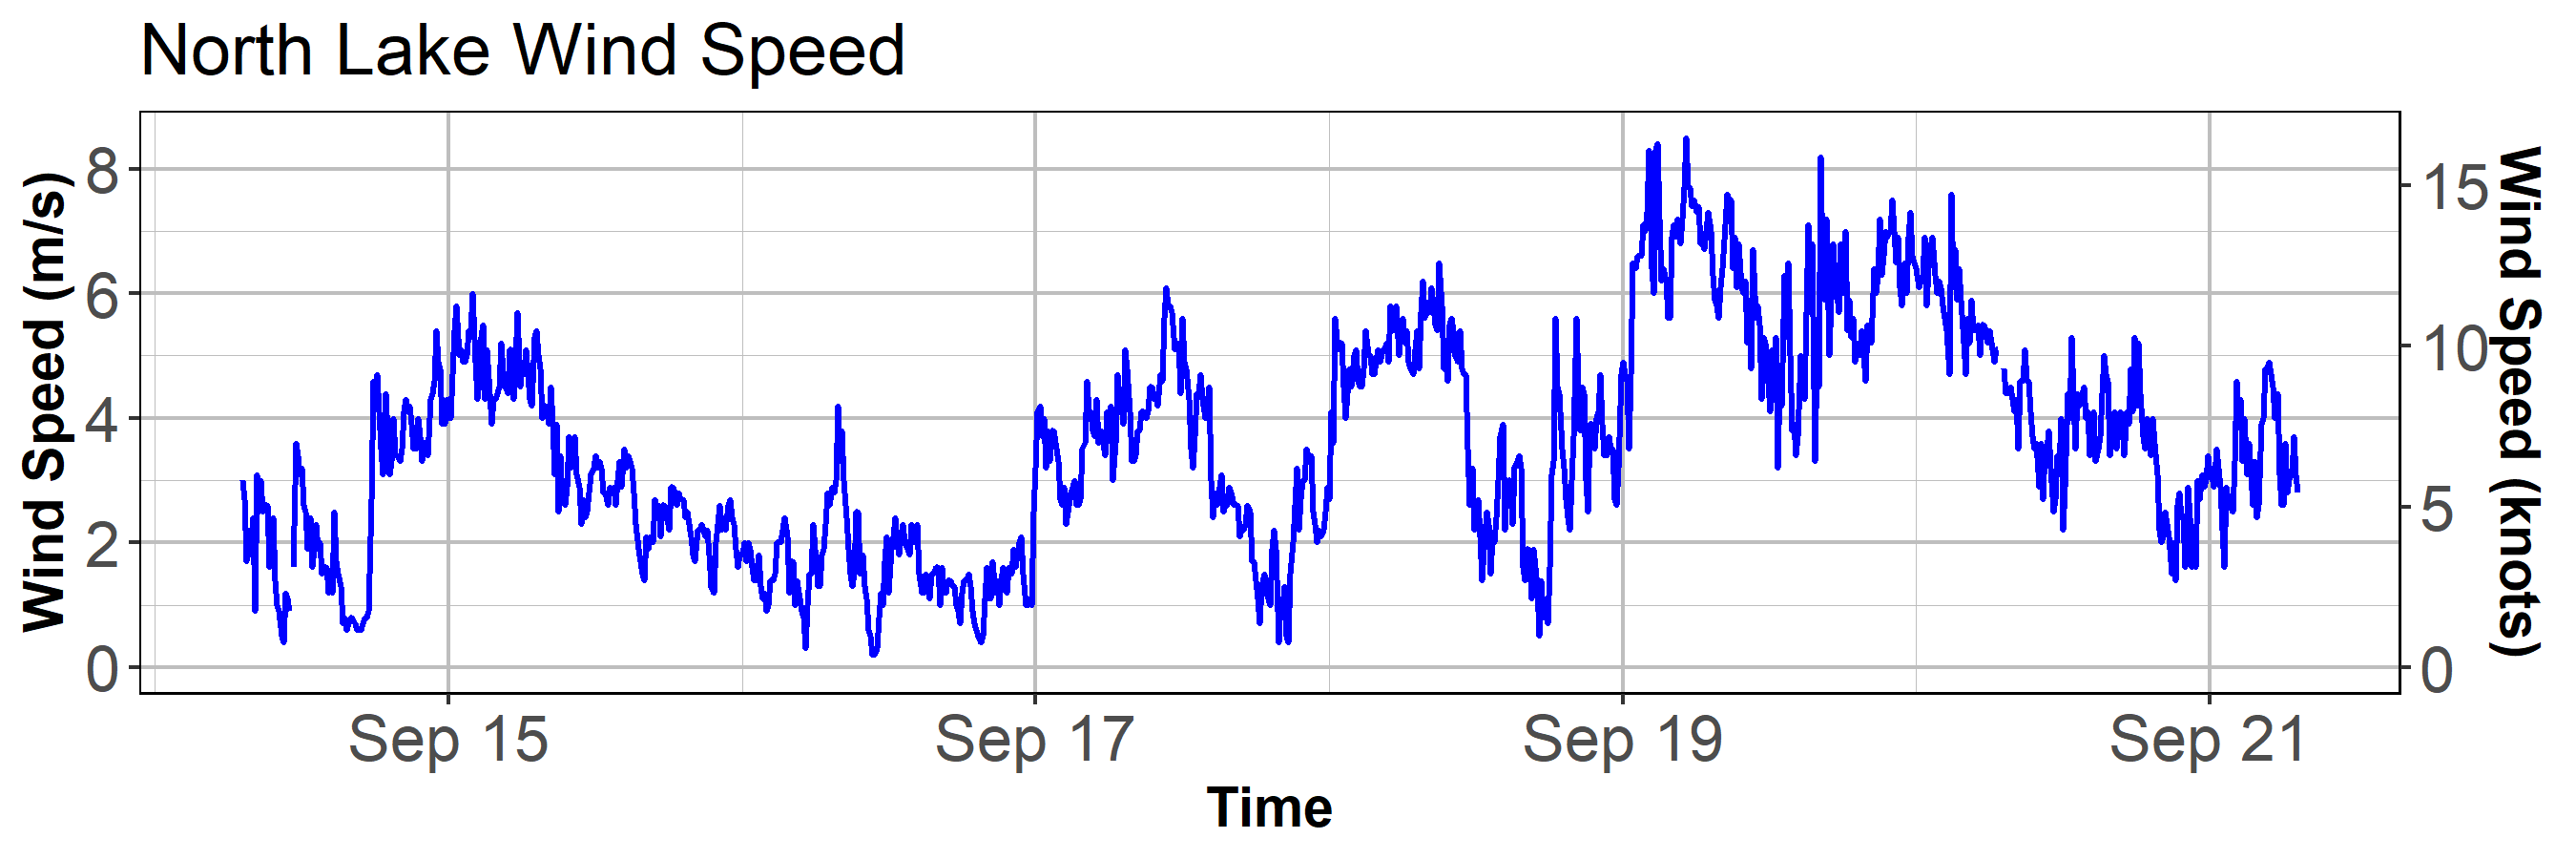 North Lake Wind Speed
Wind Speed (m/s)
8
6
4
2
0
15
10
5
0
Wind Speed (knots)
Sep 15
Sep 17
Sep 19
Sep 21
Time